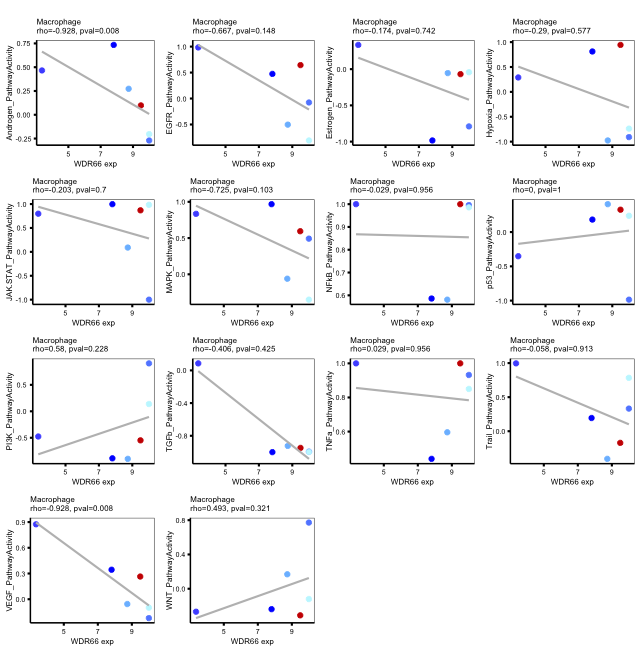 Macrophage
rho=-0.928, pval=0.008
Androgen_PathwayActivity
0.75
0.50
0.25
0.00
-0.25
5
7
9
WDR66 exp
Macrophage
rho=-0.667, pval=0.148
EGFR_PathwayActivity
1.0
0.5
0.0
-0.5
5
7
9
WDR66 exp
Macrophage
rho=-0.174, pval=0.742
Estrogen_PathwayActivity
0.0
-0.5
-1.0
5
7
9
WDR66 exp
Macrophage
rho=-0.29, pval=0.577
Hypoxia_PathwayActivity
1.0
0.5
0.0
-0.5
-1.0
5
7
9
WDR66 exp
Macrophage
rho=-0.203, pval=0.7
JAK.STAT_PathwayActivity
1.0
0.5
0.0
-0.5
-1.0
5
7
9
WDR66 exp
Macrophage
rho=-0.725, pval=0.103
MAPK_PathwayActivity
1.0
0.5
0.0
5
7
9
WDR66 exp
Macrophage
rho=-0.029, pval=0.956
NFkB_PathwayActivity
1.0
0.9
0.8
0.7
0.6
5
7
9
WDR66 exp
Macrophage
rho=0, pval=1
p53_PathwayActivity
0.0
-0.5
-1.0
5
7
9
WDR66 exp
Macrophage
rho=0.58, pval=0.228
PI3K_PathwayActivity
0.5
0.0
-0.5
5
7
9
WDR66 exp
Macrophage
rho=-0.406, pval=0.425
TGFb_PathwayActivity
0.0
-0.4
-0.8
5
7
9
WDR66 exp
Macrophage
rho=0.029, pval=0.956
TNFa_PathwayActivity
1.0
0.8
0.6
5
7
9
WDR66 exp
Macrophage
rho=-0.058, pval=0.913
Trail_PathwayActivity
1.0
0.5
0.0
5
7
9
WDR66 exp
Macrophage
rho=-0.928, pval=0.008
VEGF_PathwayActivity
0.9
0.6
0.3
0.0
5
7
9
WDR66 exp
Macrophage
rho=0.493, pval=0.321
WNT_PathwayActivity
0.8
0.4
0.0
5
7
9
WDR66 exp